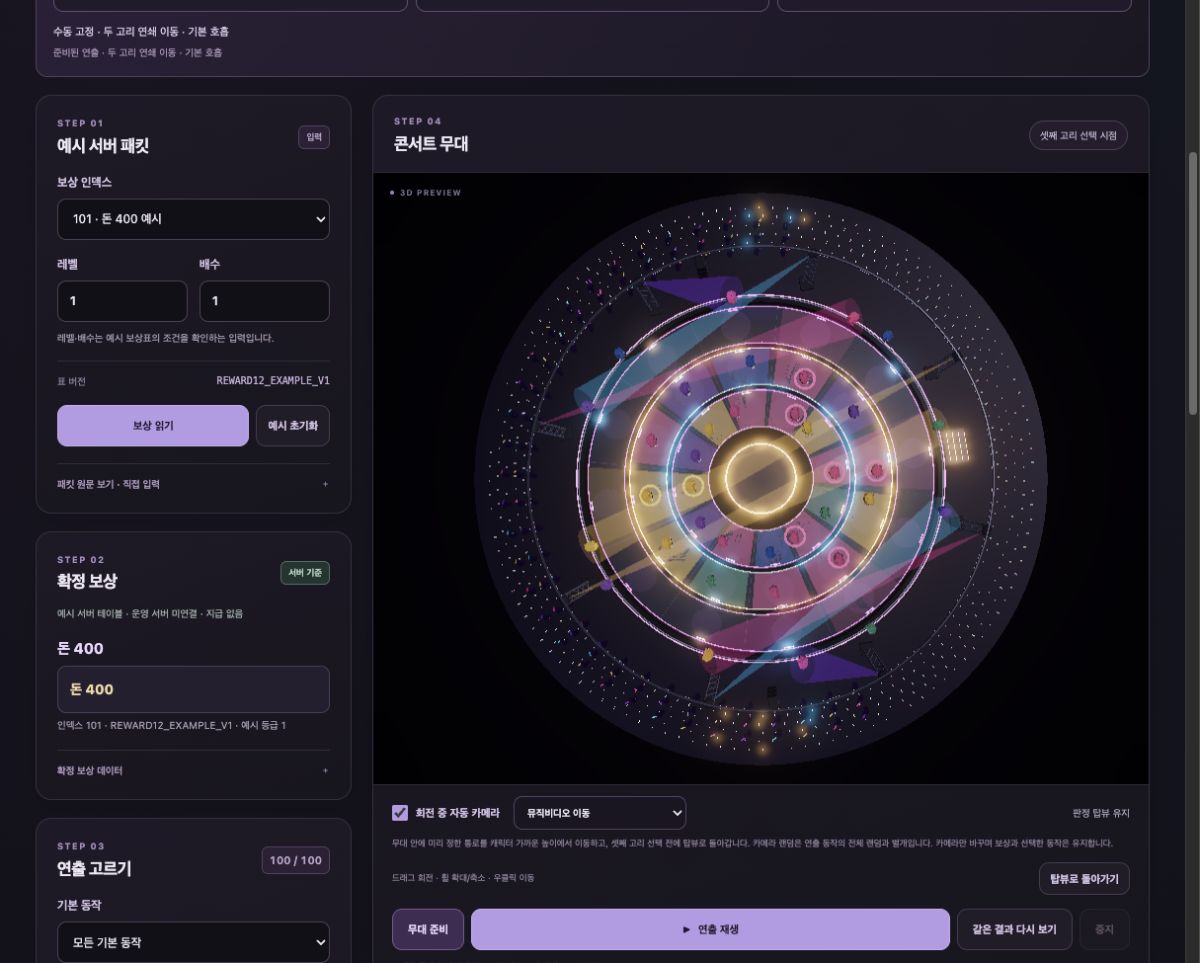 수동 고정 · 두 고리 연쇄 이동 · 기본 호흡
준비된 연출 · 두 고리 연쇄 이동 · 기본 호흡
STEP 01
예시 서버 패킷
입력
보상 인덱스
101 · 돈 400 예시
레벨
배수
1
1
레벨·배수는 예시 보상표의 조건을 확인하는 입력입니다.
표 버전
REWARD12_EXAMPLE_V1
보상 읽기
예시 초기화
패킷 원문 보기 · 직접 입력
+
STEP 02
확정 보상
서버 기준
예시 서버 테이블 · 운영 서버 미연결 · 지급 없음
돈 400
돈 400
인덱스 101 · REWARD12_EXAMPLE_V1 · 예시 등급 1
확정 보상 데이터
+
STEP 03
연출 고르기
100 / 100
기본 동작
모든 기본 동작
STEP 04
콘서트 무대
셋째 고리 선택 시점
3D PREVIEW
회전 중 자동 카메라
뮤직비디오 이동
판정 탑뷰 유지
무대 안에 미리 정한 통로를 캐릭터 가까운 높이에서 이동하고, 셋째 고리 선택 전에 탑뷰로 돌아갑니다. 카메라 랜덤은 연출 동작의 전체 랜덤과 별개입니다. 카메라만 바꾸며 보상과 선택한 동작은 유지합니다.
드래그 회전 · 휠 확대/축소 · 우클릭 이동
탑뷰로 돌아가기
무대 준비
▶ 연출 재생
같은 결과 다시 보기
중지